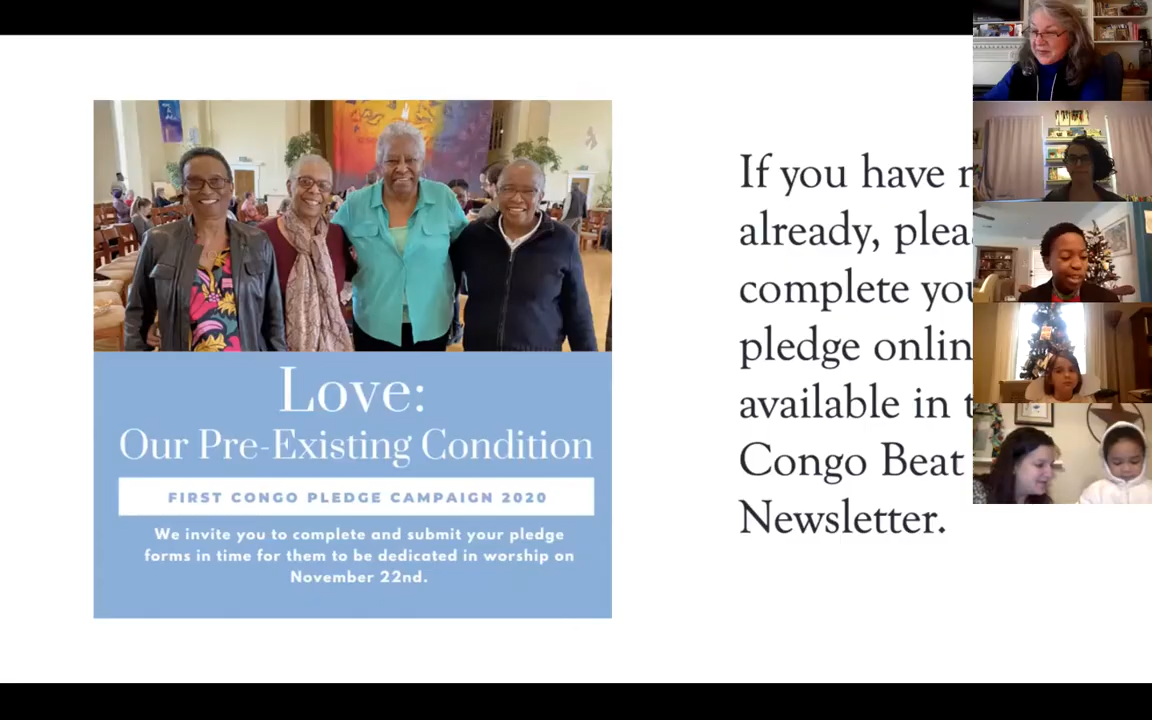 Love:
Our Pre-Existing Condition
FIRST CONGO PLEDGE CAMPAIGN 2020
We invite you to complete and submit your pledge
forms in time for them to be dedicated in worship on
November 22nd.
If you have
already,
complete
pledge
available in
Congo Beat
Newsletter.